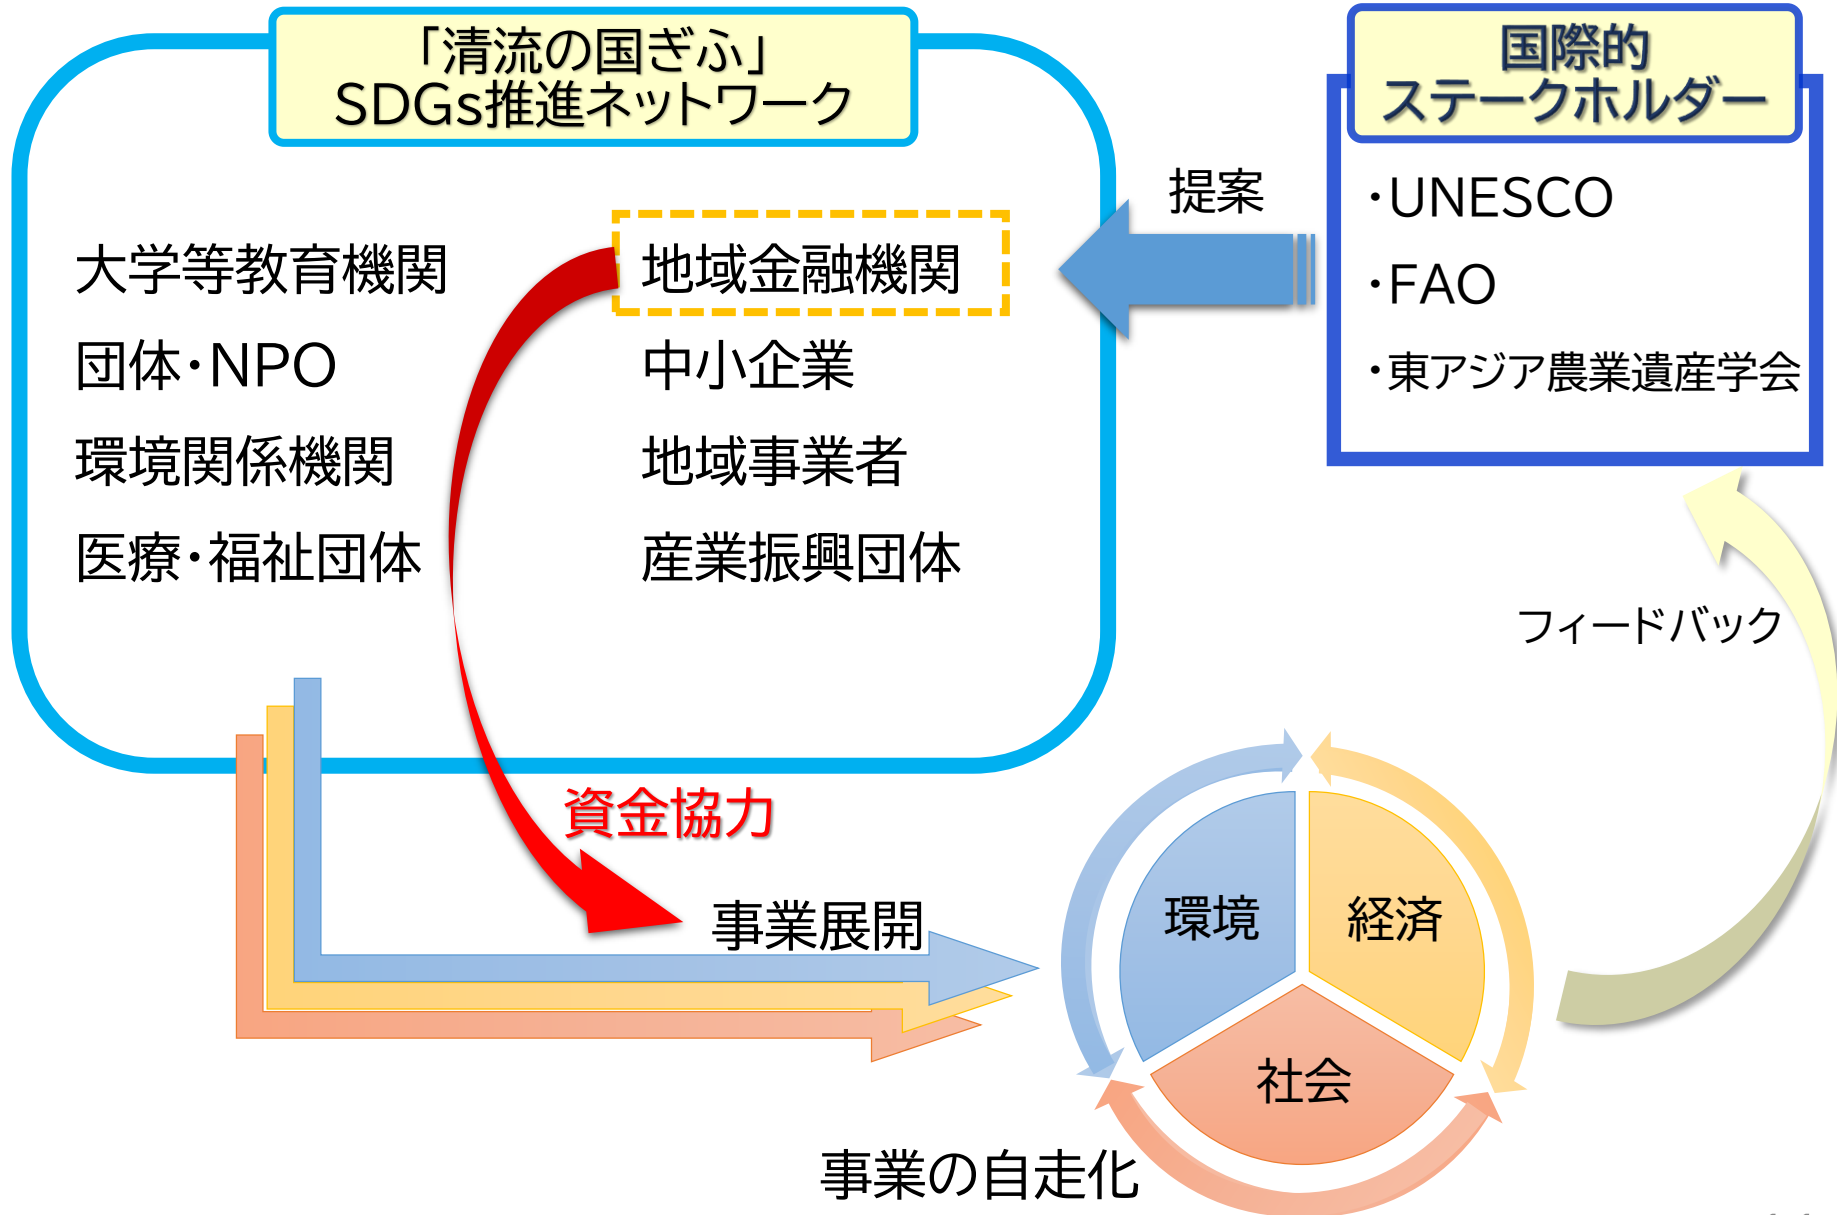 「清流の国ぎふ」
SDGs推進ネットワーク
国際的
ステークホルダー
大学等教育機関
団体・NPO
環境関係機関
医療・福祉団体
地域金融機関
中小企業
地域事業者
産業振興団体
提案
・UNESCO
・FAO
・東アジア農業遺産学会
フィードバック
資金協力
事業展開
環境
経済
社会
事業の自走化